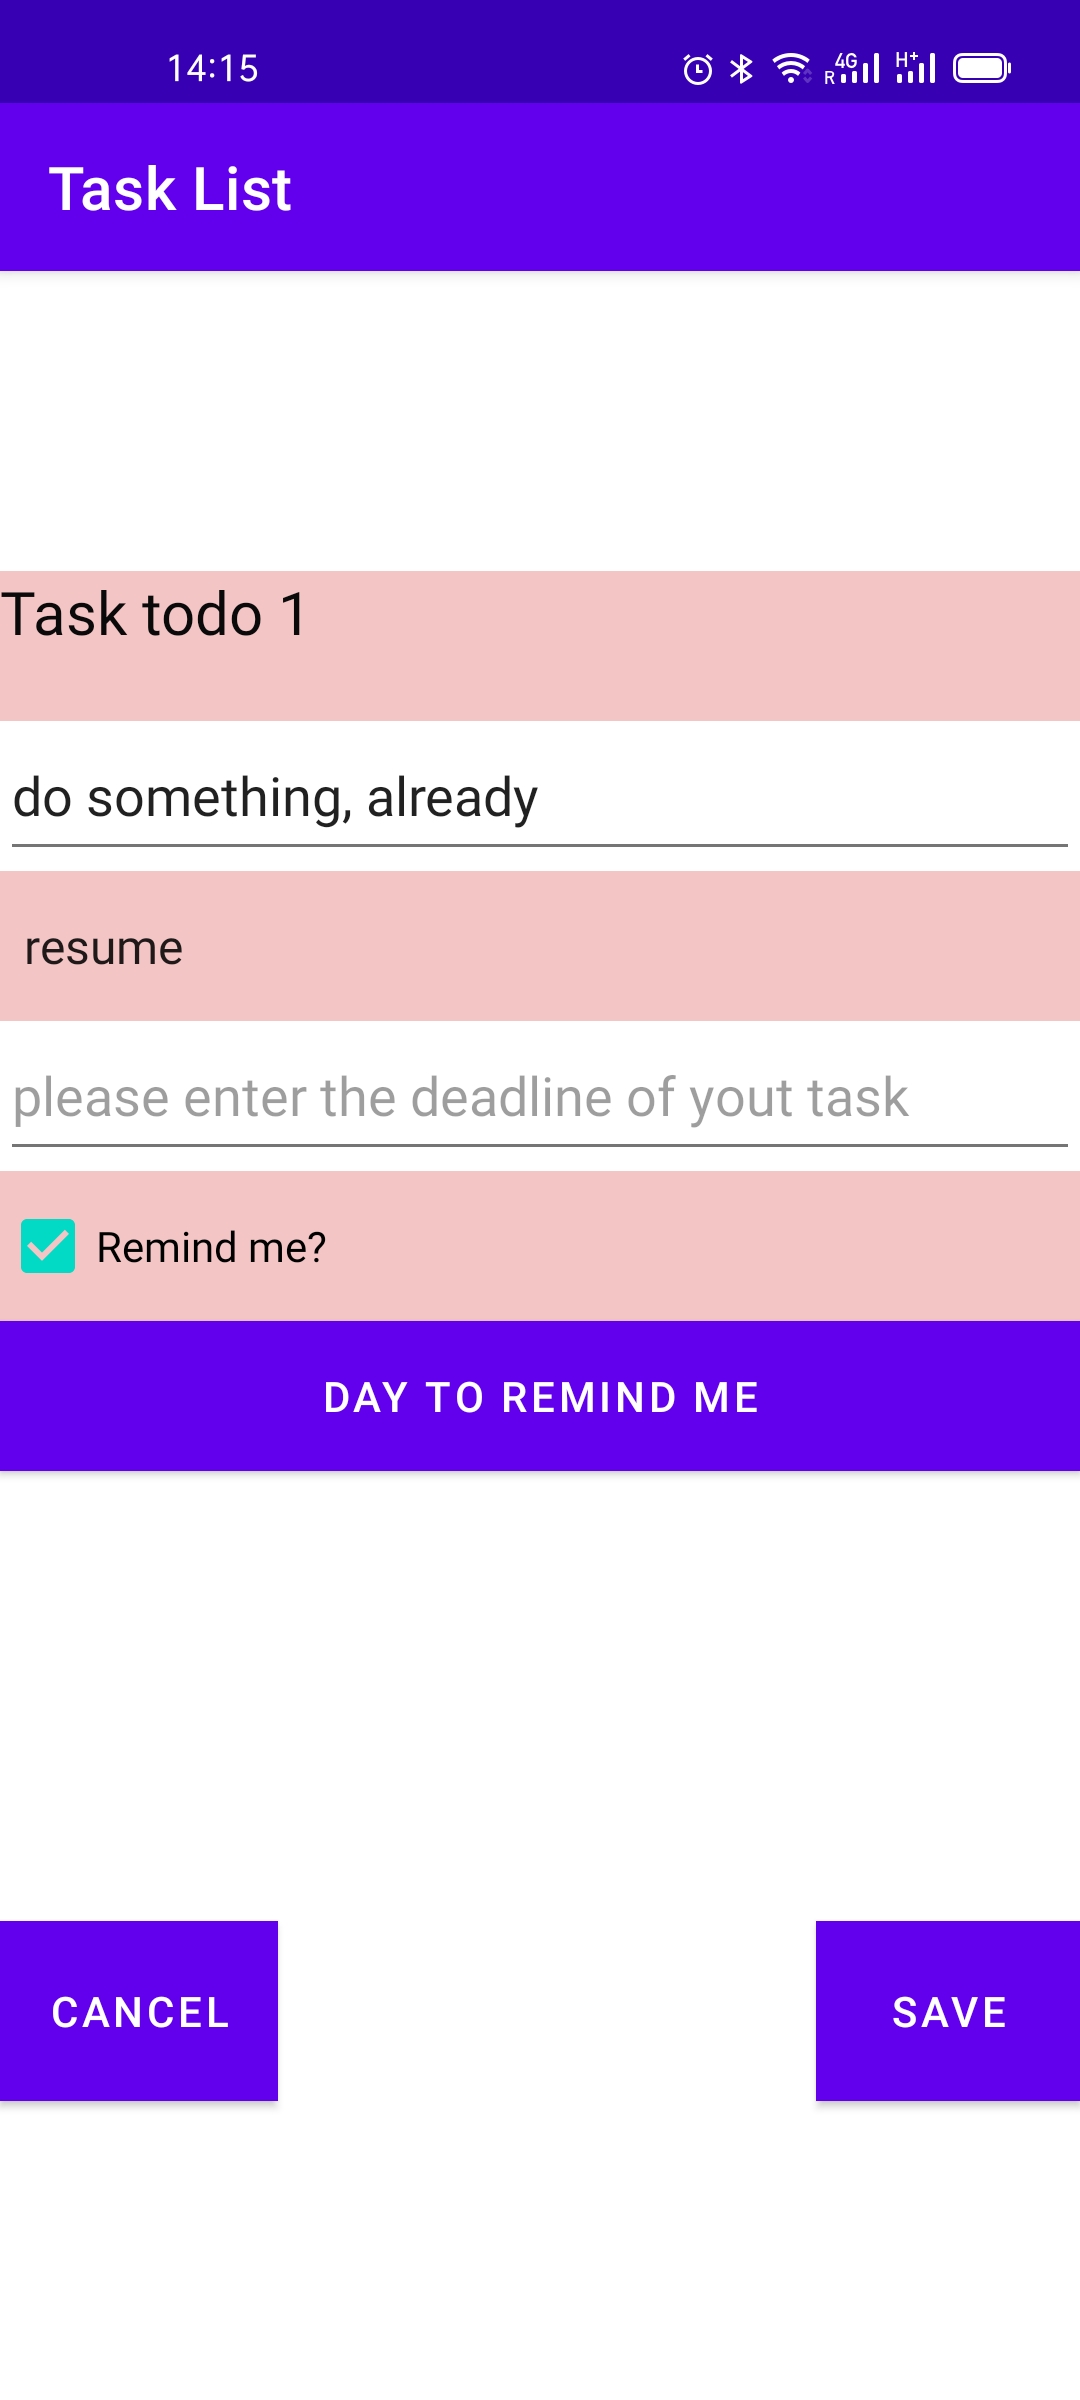 14:15
R 4G H+
Task List
Task todo 1
do something, already
resume
please enter the deadline of yout task
Remind me?
DAY TO REMIND ME
CANCEL
SAVE